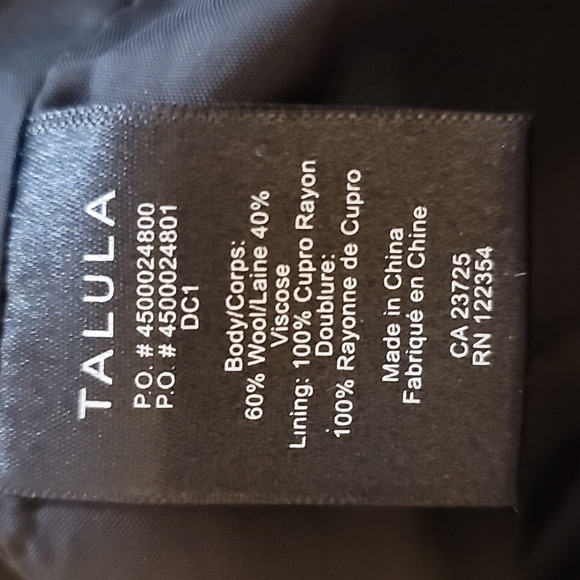 TALULA
P.O. # 4500024800
P.O. # 4500024801
DC1
Body/Corps:
60% Wool/Laine 40%
Viscose
Lining: 100% Cupro Rayon
Doublure:
100% Rayonne de Cupro
Made in China
Fabriqué en Chine
CA 23725
RN 122354